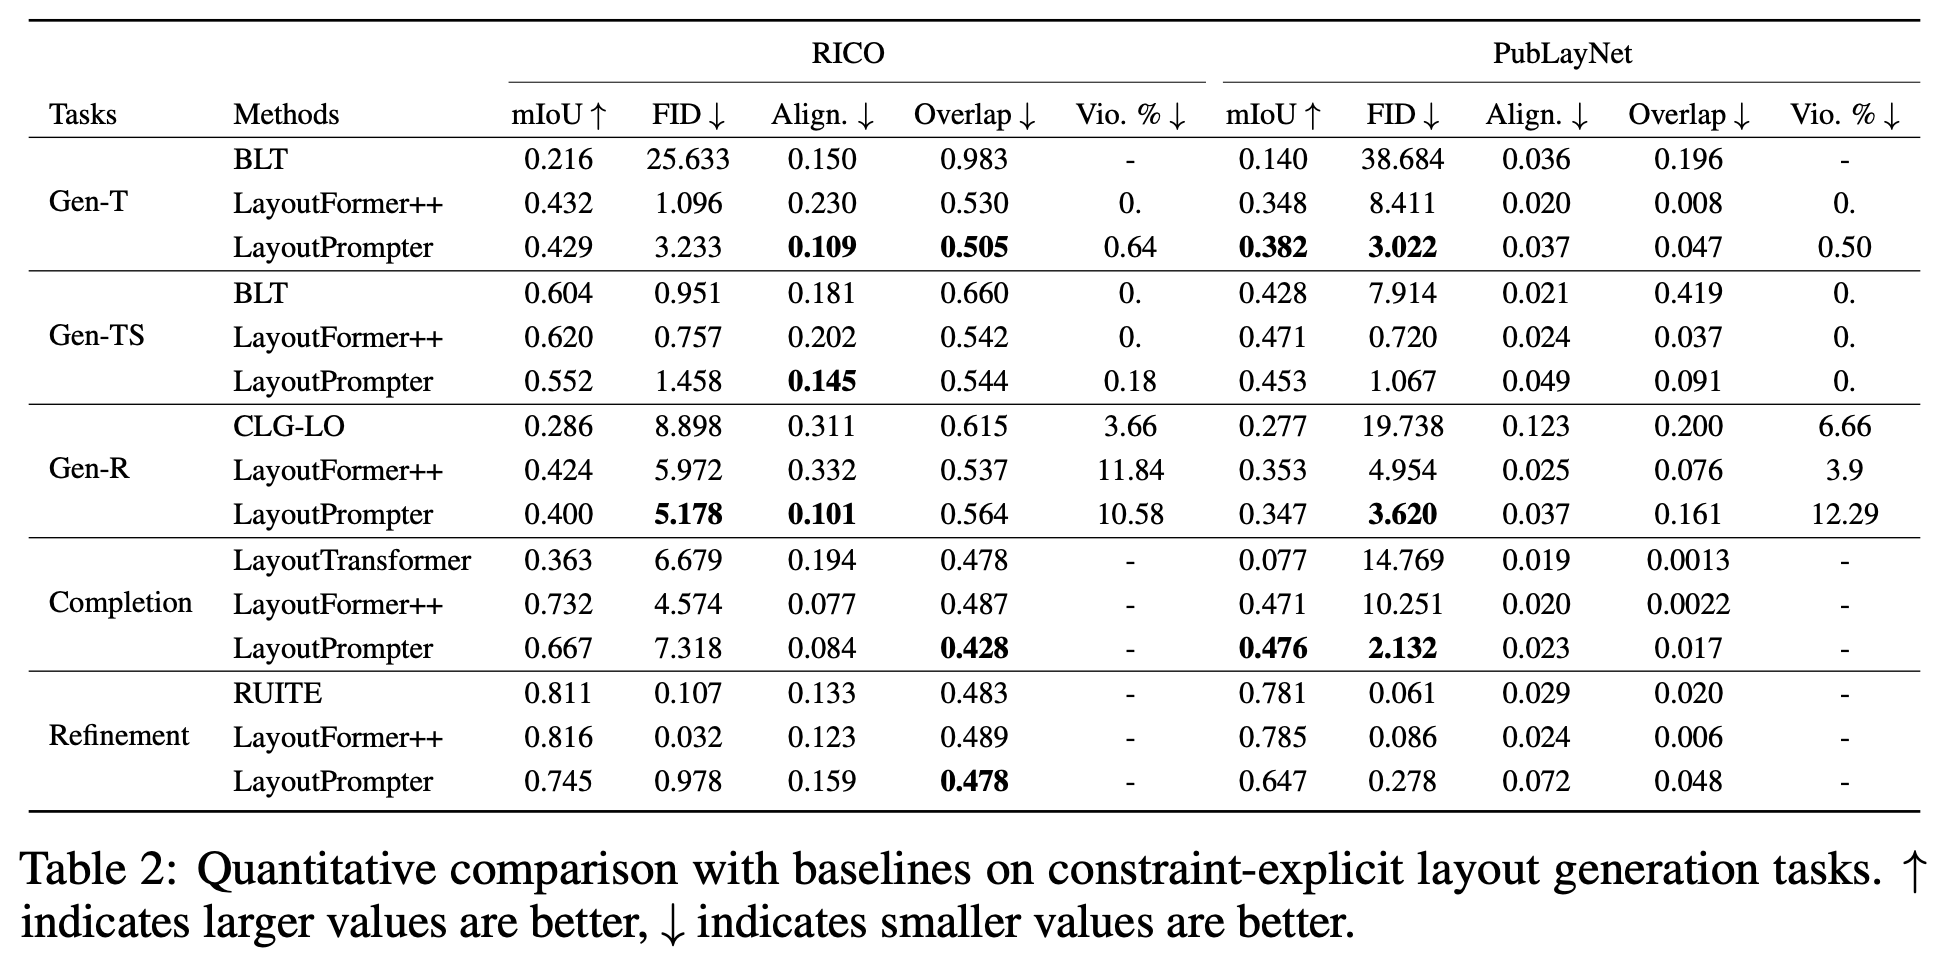 RICO PubLayNet
Tasks Methods mIoU ↑ FID ↓ Align. ↓ Overlap ↓ Vio. % ↓ mIoU ↑ FID ↓ Align. ↓ Overlap ↓ Vio. % ↓
BLT 0.216 25.633 0.150 0.983 - 0.140 38.684 0.036 0.196 -
Gen-T LayoutFormer++ 0.432 1.096 0.230 0.530 0. 0.348 8.411 0.020 0.008 0.
LayoutPrompter 0.429 3.233 0.109 0.505 0.64 0.382 3.022 0.037 0.047 0.50
BLT 0.604 0.951 0.181 0.660 0. 0.428 7.914 0.021 0.419 0.
Gen-TS LayoutFormer++ 0.620 0.757 0.202 0.542 0. 0.471 0.720 0.024 0.037 0.
LayoutPrompter 0.552 1.458 0.145 0.544 0.18 0.453 1.067 0.049 0.091 0.
CLG-LO 0.286 8.898 0.311 0.615 3.66 0.277 19.738 0.123 0.200 6.66
Gen-R LayoutFormer++ 0.424 5.972 0.332 0.537 11.84 0.353 4.954 0.025 0.076 3.9
LayoutPrompter 0.400 5.178 0.101 0.564 10.58 0.347 3.620 0.037 0.161 12.29
LayoutTransformer 0.363 6.679 0.194 0.478 - 0.077 14.769 0.019 0.0013 -
Completion LayoutFormer++ 0.732 4.574 0.077 0.487 - 0.471 10.251 0.020 0.0022 -
LayoutPrompter 0.667 7.318 0.084 0.428 - 0.476 2.132 0.023 0.017 -
RUITE 0.811 0.107 0.133 0.483 - 0.781 0.061 0.029 0.020 -
Refinement LayoutFormer++ 0.816 0.032 0.123 0.489 - 0.785 0.086 0.024 0.006 -
LayoutPrompter 0.745 0.978 0.159 0.478 - 0.647 0.278 0.072 0.048 -
Table 2: Quantitative comparison with baselines on constraint-explicit layout generation tasks. ↑
indicates larger values are better, ↓ indicates smaller values are better.